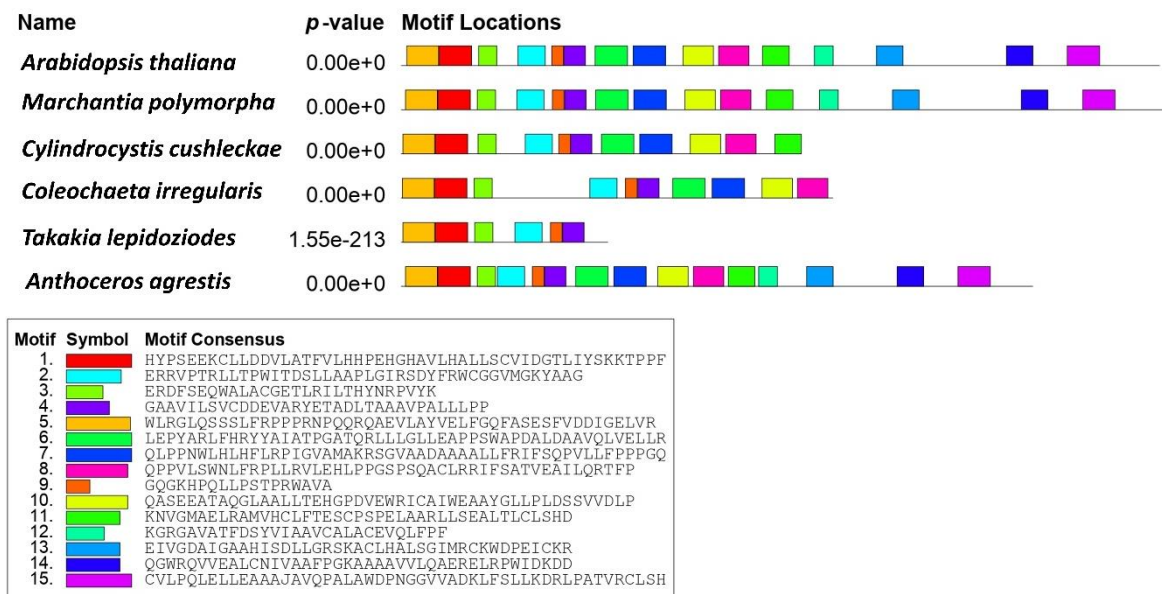 Name p-value Motif Locations
Arabidopsis thaliana 0.00e+0
Marchantia polymorpha 0.00e+0
Cylindrocystis cushleckae 0.00e+0
Coleochaeta irregularis 0.00e+0
Takakia lepidoziodes 1.55e-213
Anthoceros agrestis 0.00e+0
Motif Symbol Motif Consensus
1. HYPSEEKCLLDDVLATFVLHHPEHGHAVLHALLSCVIDGTLIYSKKTPPF
2. ERRVPTRLLTPWITDSLLAAPLGIRSDYFRWCGGVMGKYAAG
3. ERDFSEQWALACGETLRILTHYNRPVYK
4. GAAVILSVCDDEVARYETADLTAAAVPALLLPP
5. WLRGLQSSSLFRPPPRNPQQRQAEVLAYVELFGQFASESFVDDIGELVR
6. LEPYARLFHRYYAIATPGATQRLLLGLLEAPPSWAPDALDAAVQLVELLR
7. QLPPNWLHLHFLRPIGVAMAKRSGVAADAAAALLFRIFSQPVLLFPPPGQ
8. QPPVLSWNLFRPLLRVLEHLPPGSPSQACLRRIFSATVEAILQRTFP
9. GQGKHPQLLPSTPRWAVA
10. QASEEATAQGLAALLTEHGPDVEWRICAIWEAAYGLLPLDSSVVDLP
11. KNVGMAELRAMVHCLFTESCPSPELAARLLSEALTLCLSHD
12. KGRGAVATFDSYVIAAVCALACEVQLFPF
13. EIVGDAIGAAHISDLLGRSKACLHALSGIMRCKWDPEICKR
14. QGWRQVVEALCNIVAAFPGKAAAAVVLQAERELRPWIDKDD
15. CVLPQLELLEAAAJAVQPALAWDPNGGVVADKLFSLLKDRLPATVRCLSH